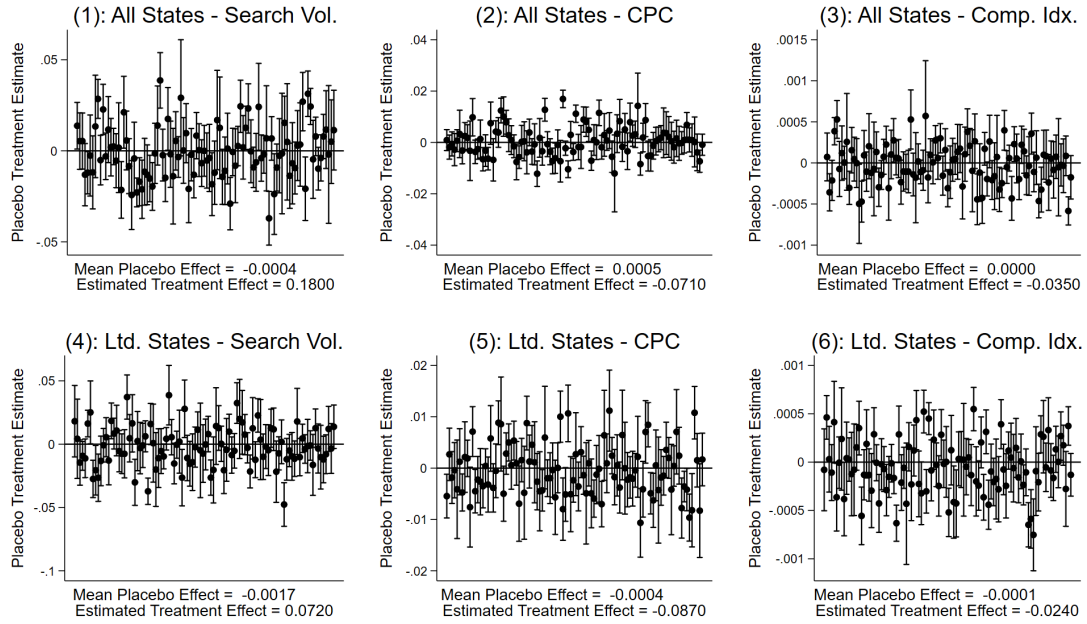 (1): All States - Search Vol.
Placebo Treatment Estimate
.05
0
-.05
Mean Placebo Effect = -0.0004
Estimated Treatment Effect = 0.1800
(2): All States - CPC
Placebo Treatment Estimate
.04
.02
0
-.02
-.04
Mean Placebo Effect = 0.0005
Estimated Treatment Effect = -0.0710
(3): All States - Comp. Idx.
Placebo Treatment Estimate
.0015
.001
.0005
0
-.0005
-.001
Mean Placebo Effect = 0.0000
Estimated Treatment Effect = -0.0350
(4): Ltd. States - Search Vol.
Placebo Treatment Estimate
.05
0
-.05
-.1
Mean Placebo Effect = -0.0017
Estimated Treatment Effect = 0.0720
(5): Ltd. States - CPC
Placebo Treatment Estimate
.02
.01
0
-.01
-.02
Mean Placebo Effect = -0.0004
Estimated Treatment Effect = -0.0870
(6): Ltd. States - Comp. Idx.
Placebo Treatment Estimate
.001
.0005
0
-.0005
-.001
Mean Placebo Effect = -0.0001
Estimated Treatment Effect = -0.0240